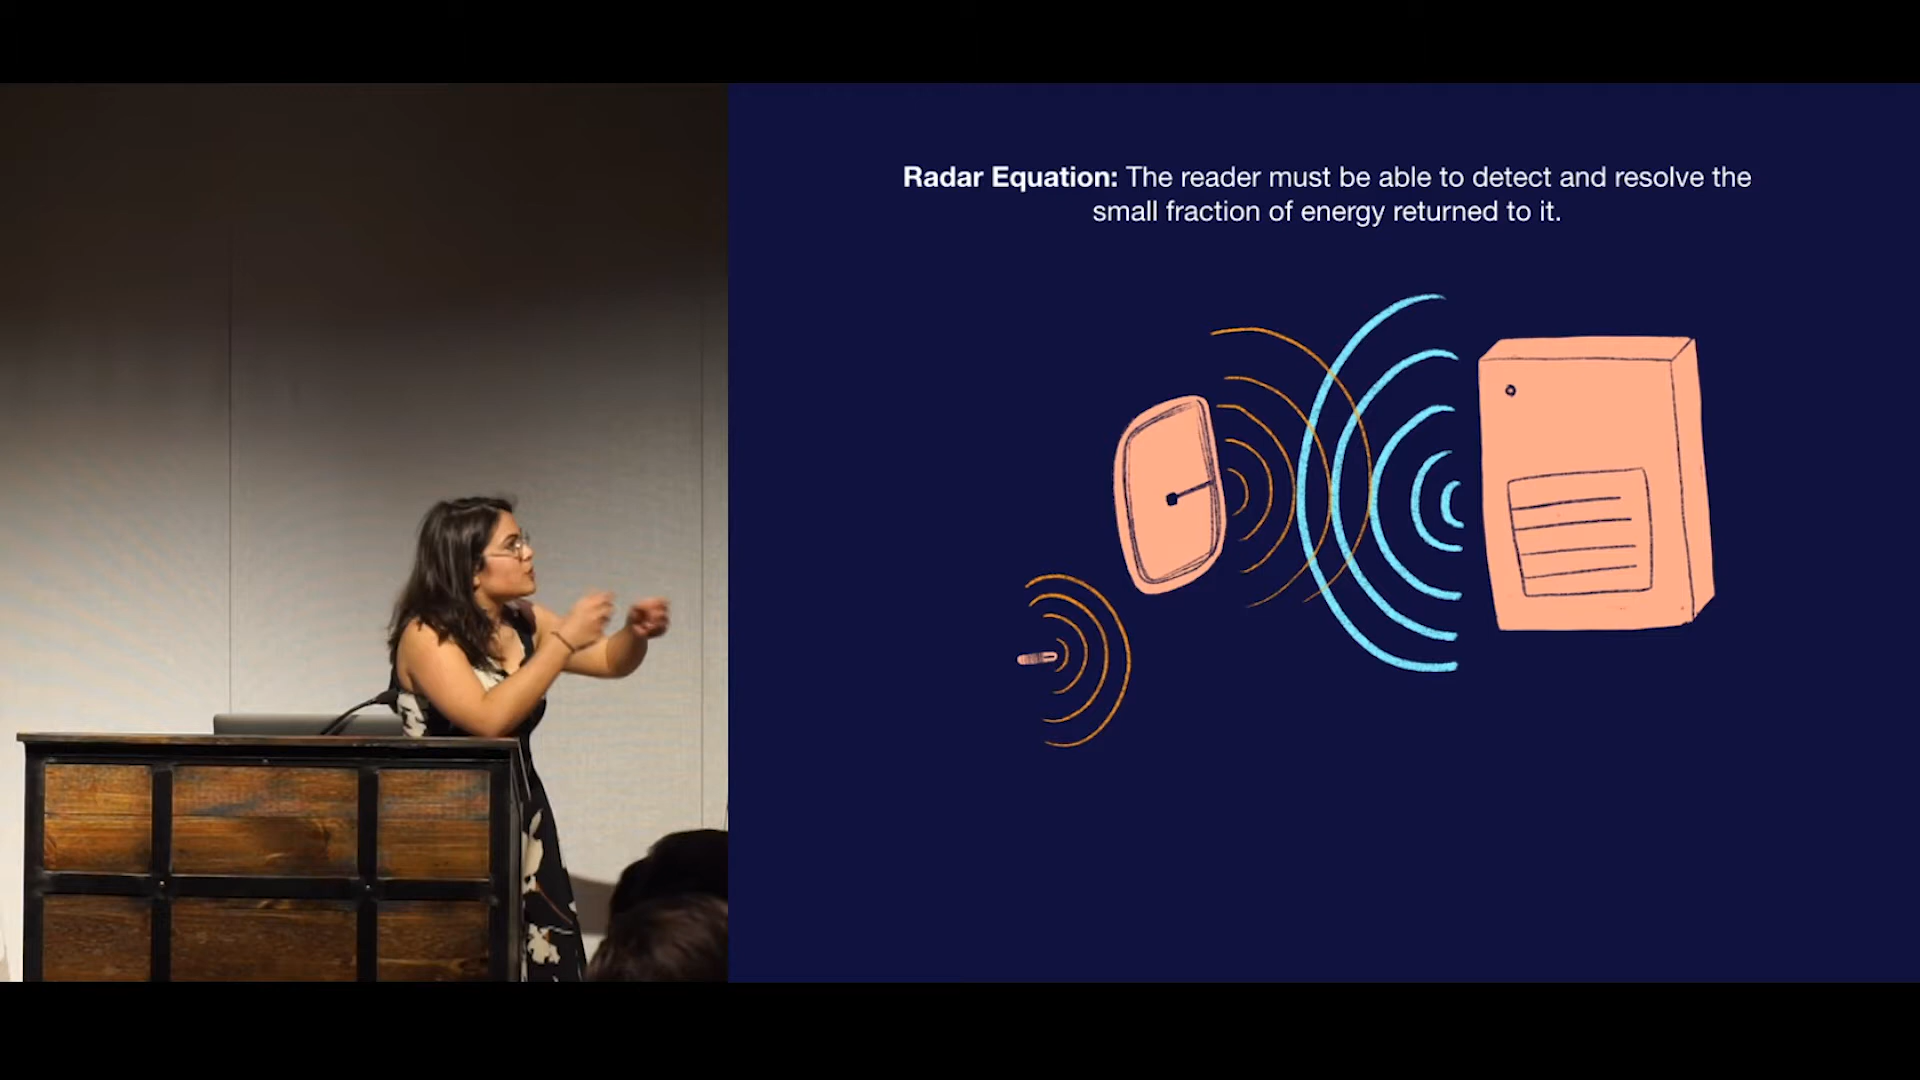 Radar Equation: The reader must be able to detect and resolve the
small fraction of energy returned to it.